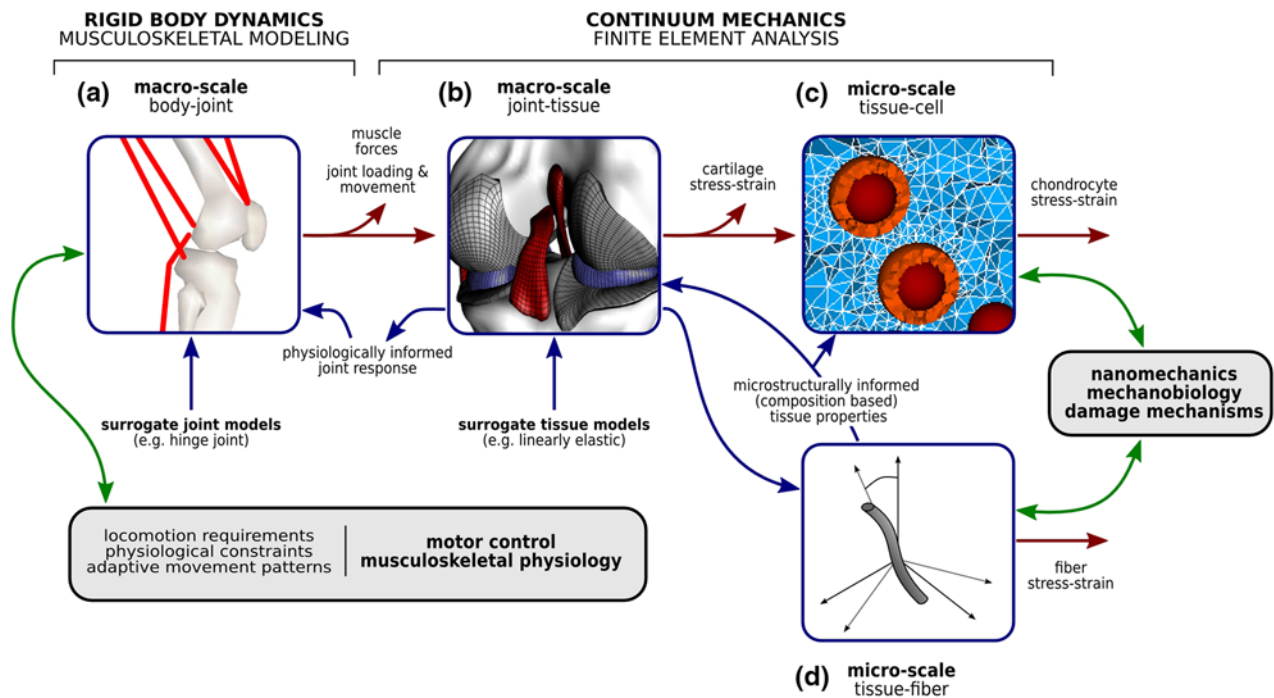 RIGID BODY DYNAMICS
MUSCULOSKELETAL MODELING
CONTINUUM MECHANICS
FINITE ELEMENT ANALYSIS
(a)
macro-scale
body-joint
(b)
macro-scale
joint-tissue
(c)
micro-scale
tissue-cell
muscle
forces
joint loading &
movement
cartilage
stress-strain
chondrocyte
stress-strain
physiologically informed
joint response
microstructurally informed
(composition based)
tissue properties
nanomechanics
mechanobiology
damage mechanisms
surrogate joint models
(e.g. hinge joint)
surrogate tissue models
(e.g. linearly elastic)
locomotion requirements
physiological constraints
adaptive movement patterns
motor control
musculoskeletal physiology
fiber
stress-strain
(d)
micro-scale
tissue-fiber